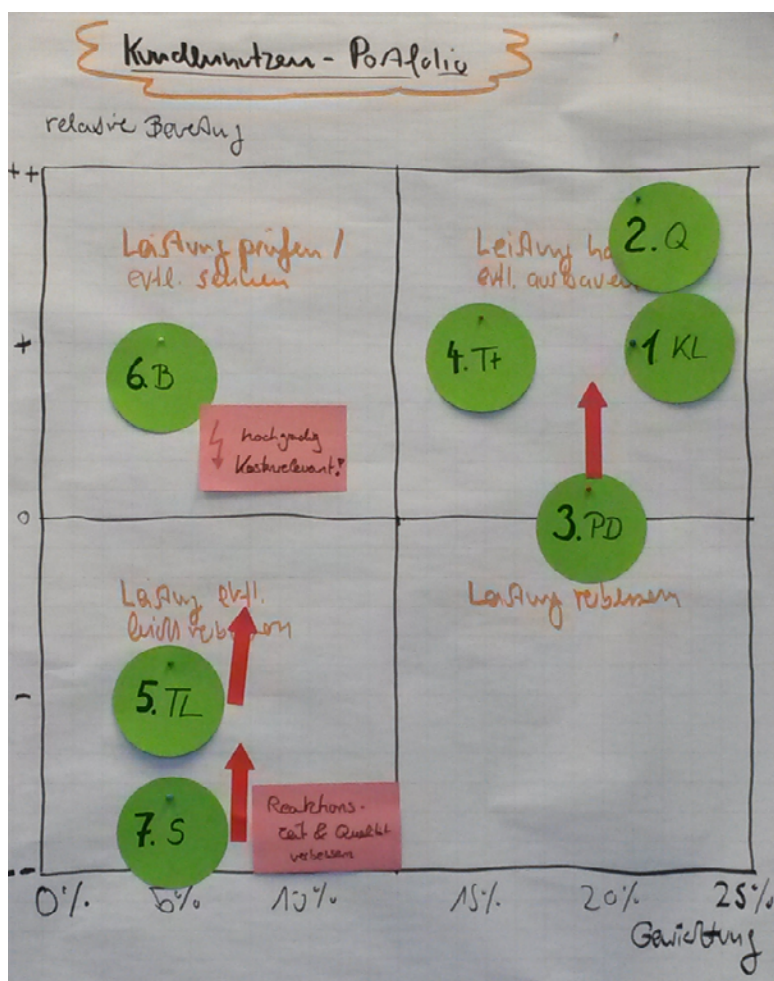 Kundennutzen - Portfolio
relative Bewertung
++
Leistung prüfen /
evtl. senken
Leistung
evtl. ausbauen
2. Q
+
6. B
4. T+
1 KL
hochgradig
Kostenrelevant!
0
3. PD
Leistung evtl.
leicht verbessern
Leistung verbessern
-
5. TL
7. S
Reaktions-
zeit & Qualität
verbessern
--
0% 5% 10% 15% 20% 25%
Gewichtung